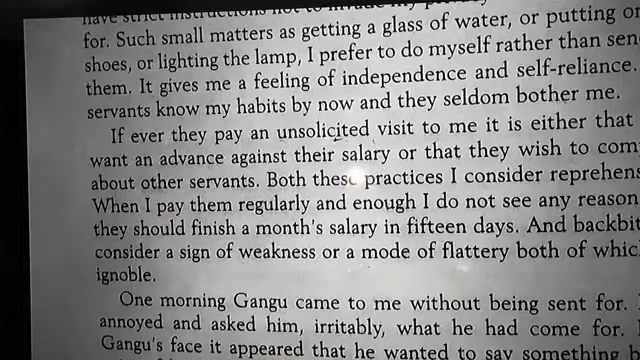 have strict instructions not to invade my
for. Such small matters as getting a glass of water, or putting on
shoes, or lighting the lamp, I prefer to do myself rather than sen
them. It gives me a feeling of independence and self-reliance.
servants know my habits by now and they seldom bother me.
If ever they pay an unsolicited visit to me it is either that
want an advance against their salary or that they wish to com
about other servants. Both these practices I consider reprehens
When I pay them regularly and enough I do not see any reason
they should finish a month's salary in fifteen days. And backbit
consider a sign of weakness or a mode of flattery both of whic
ignoble.
One morning Gangu came to me without being sent for.
annoyed and asked him, irritably, what he had come for.
Gangu's face it appeared that he wanted to say something b